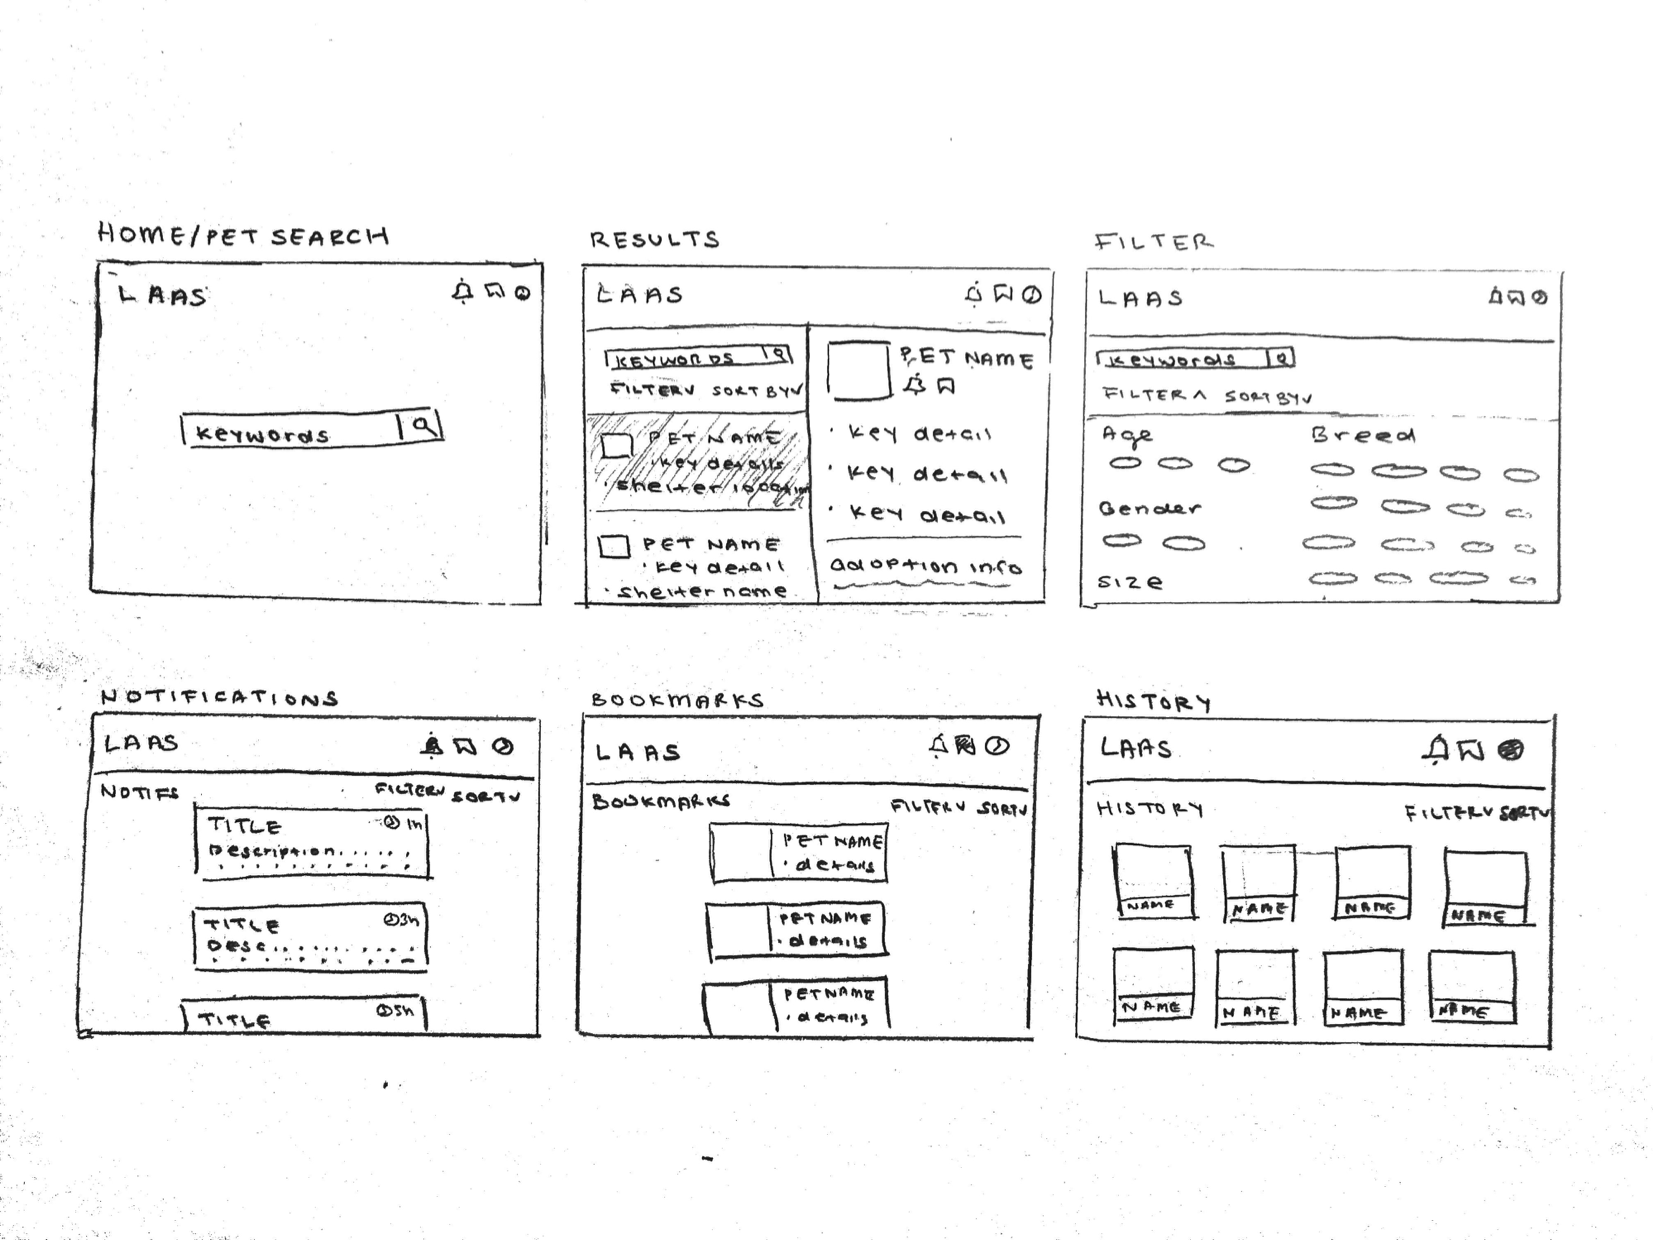 HOME/PET SEARCH
LAAS
keywords
RESULTS
LAAS
KEYWORDS
FILTER∨ SORT BY∨
PET NAME
· key details
· shelter location
PET NAME
· key detail
· shelter name
PET NAME
· key detail
· key detail
· key detail
adoption info
FILTER
LAAS
keywords
FILTER ∧ SORT BY∨
Age
Gender
SIZE
Breed
NOTIFICATIONS
LAAS
NOTIFS
FILTER∨ SORT∨
TITLE 1h
Description......
TITLE 3h
Desc..........
TITLE 5h
BOOKMARKS
LAAS
BOOKMARKS
FILTER∨ SORT∨
PET NAME
· details
PET NAME
· details
PET NAME
· details
HISTORY
LAAS
HISTORY
FILTER∨ SORT∨
NAME NAME NAME NAME
NAME NAME NAME NAME